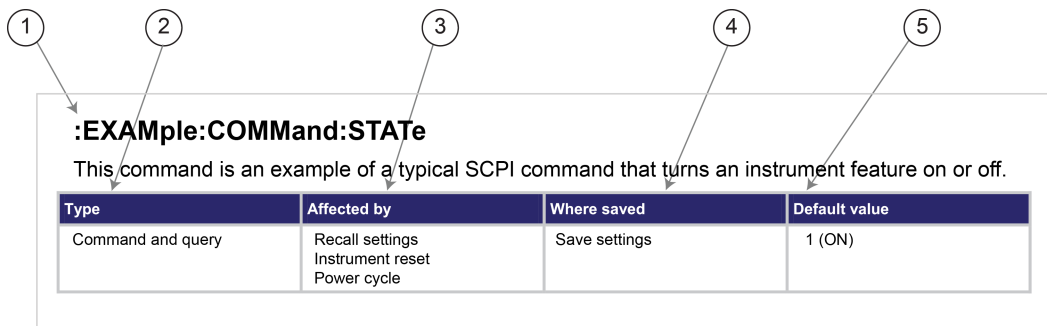 1 2 3 4 5
:EXAMple:COMMand:STATe
This command is an example of a typical SCPI command that turns an instrument feature on or off.
Type Affected by Where saved Default value
Command and query Recall settings Save settings 1 (ON)
Instrument reset
Power cycle